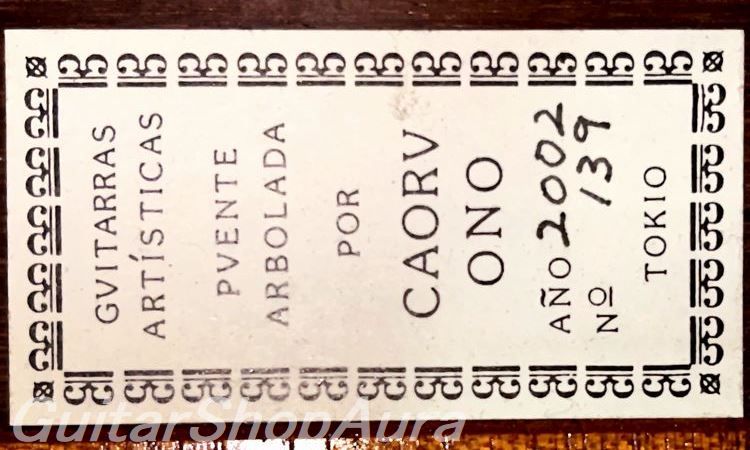 GVITARRAS
ARTÍSTICAS
PVENTE
ARBOLADA
POR
CAORV
ONO
AÑO 2002
Nº 139
TOKIO
GuitarShopAura